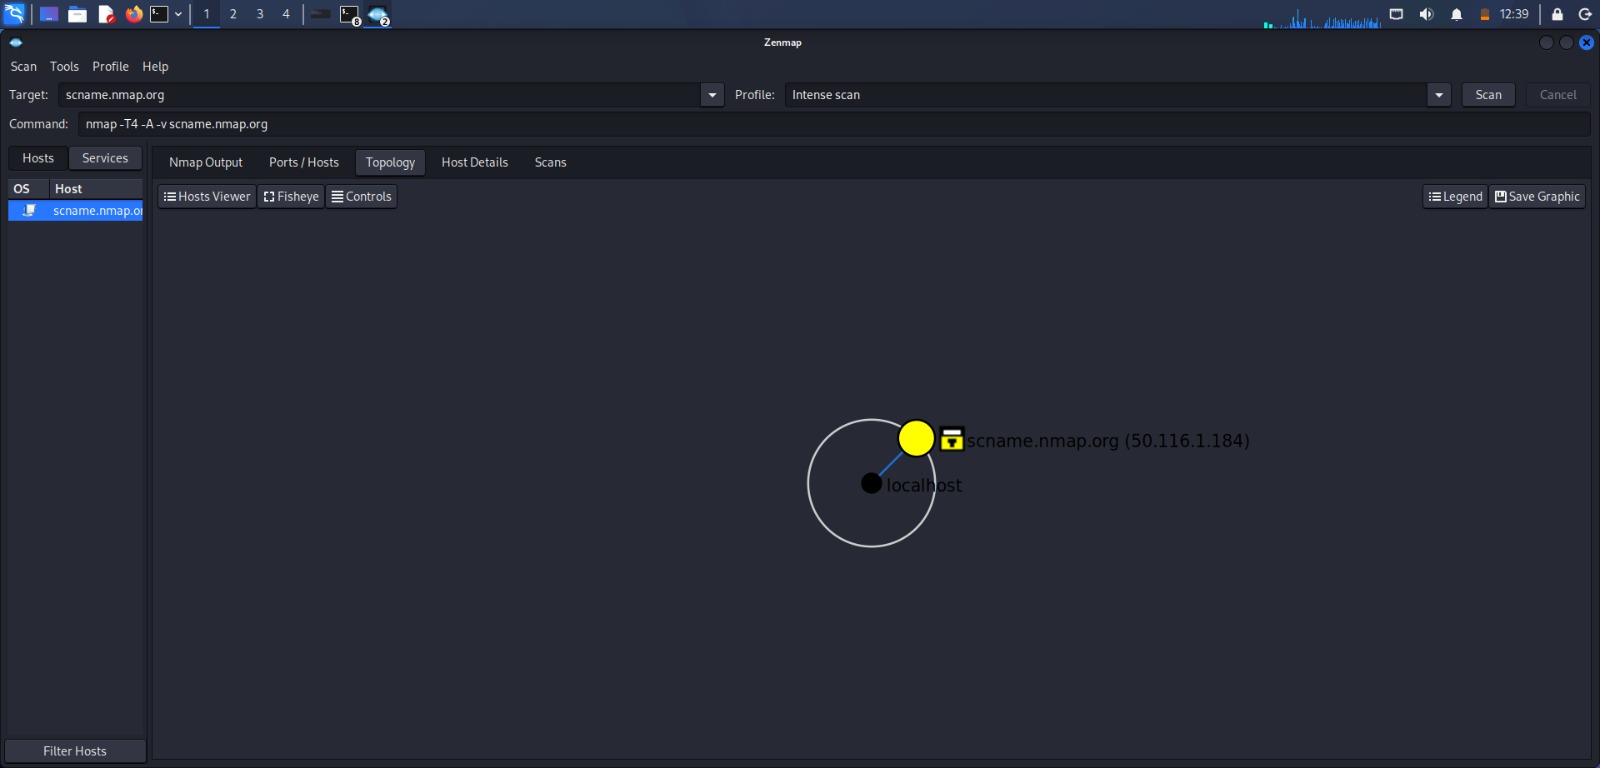 1 2 3 4 8 2 12:39
Zenmap
Scan Tools Profile Help
Target: scname.nmap.org Profile: Intense scan Scan Cancel
Command: nmap -T4 -A -v scname.nmap.org
Hosts Services Nmap Output Ports / Hosts Topology Host Details Scans
OS Host Hosts Viewer Fisheye Controls Legend Save Graphic
scname.nmap.or
scname.nmap.org (50.116.1.184)
localhost
Filter Hosts